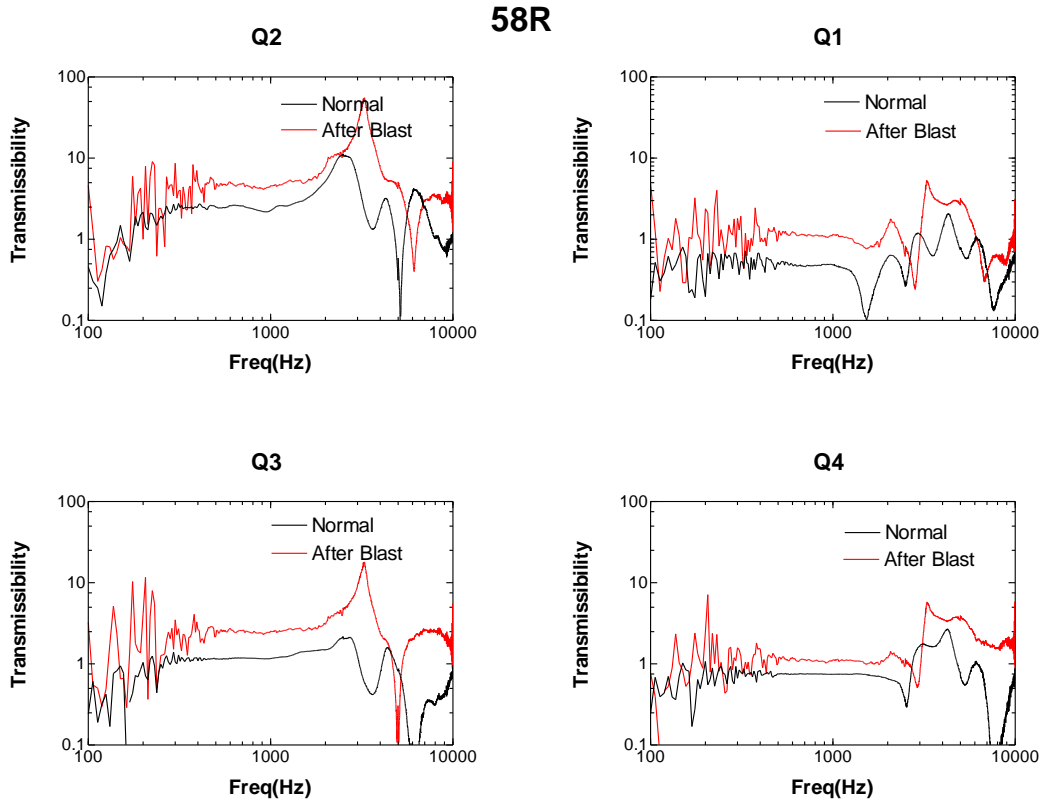 58R
Q2
100
10
1
0.1
100
1000
10000
Transmissibility
Freq(Hz)
Normal
After Blast
Q1
100
10
1
0.1
100
1000
10000
Transmissibility
Freq(Hz)
Normal
After Blast
Q3
100
10
1
0.1
100
1000
10000
Transmissibility
Freq(Hz)
Normal
After Blast
Q4
100
10
1
0.1
100
1000
10000
Transmissibility
Freq(Hz)
Normal
After Blast